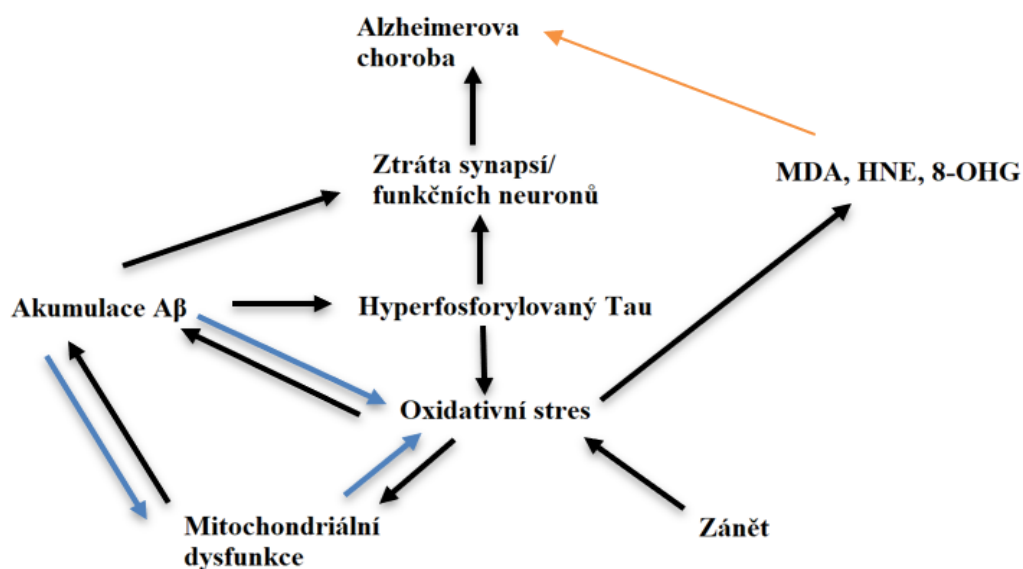 Alzheimerova
choroba
Ztráta synapsí/
funkčních neuronů
MDA, HNE, 8-OHG
Akumulace Aβ
Hyperfosforylovaný Tau
Oxidativní stres
Mitochondriální
dysfunkce
Zánět